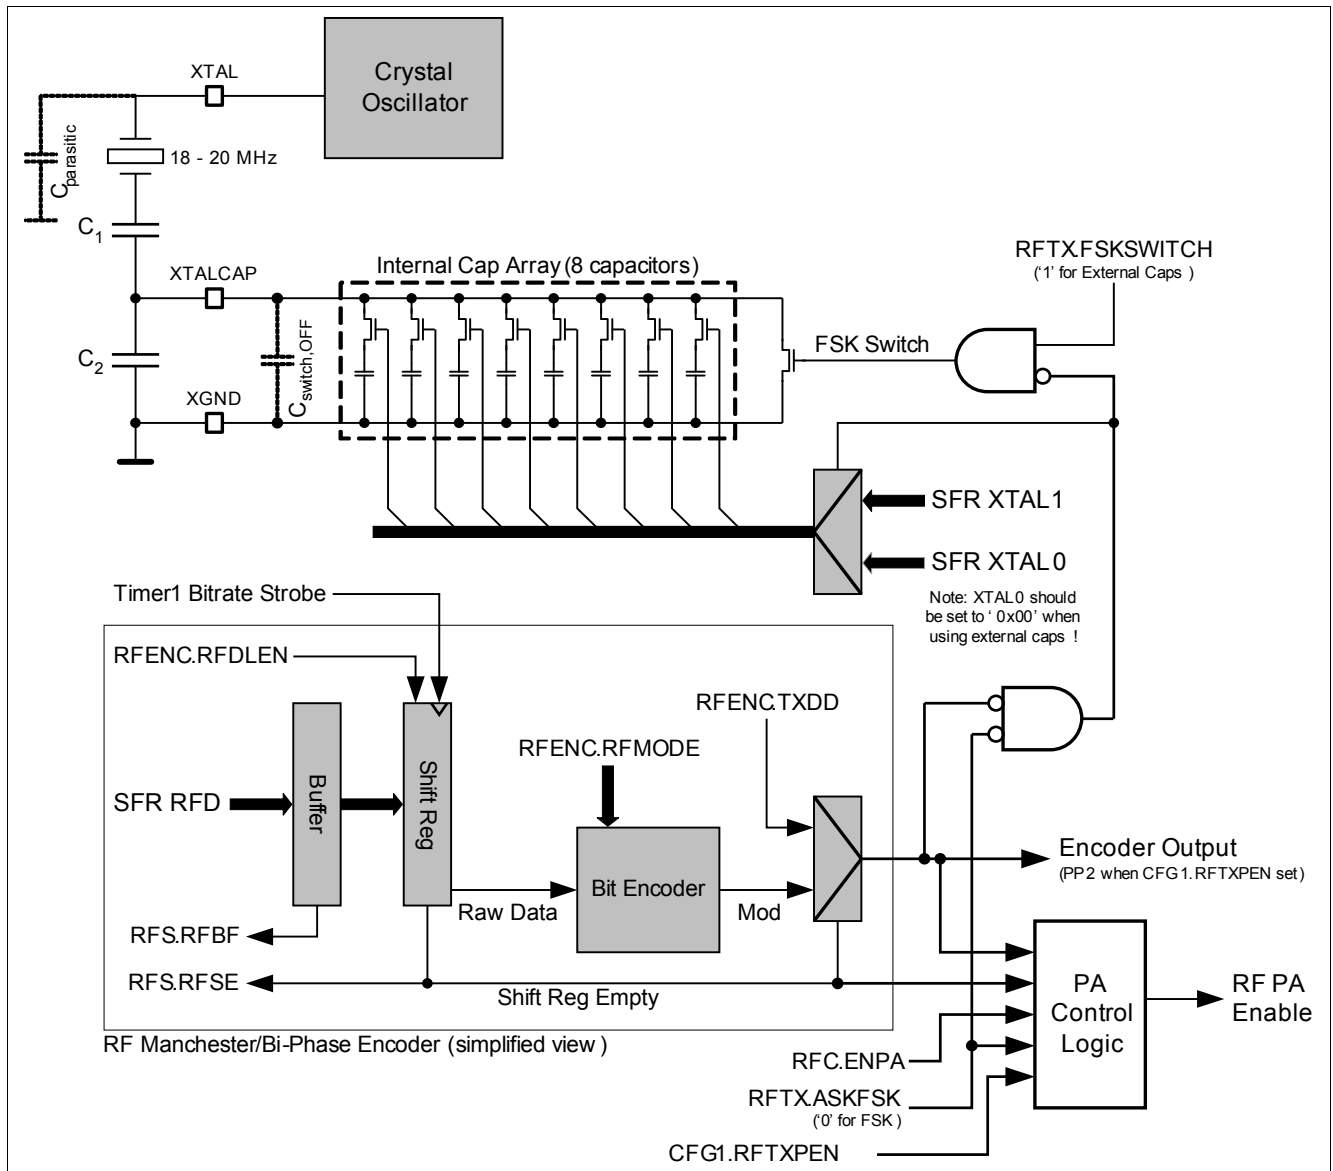 XTAL
Crystal
Oscillator
Cparasitic
18 - 20 MHz
C1
RFTX.FSKSWITCH
('1' for External Caps )
Internal Cap Array (8 capacitors)
XTALCAP
FSK Switch
C2
Cswitch,OFF
XGND
SFR XTAL1
SFR XTAL0
Note: XTAL0 should
be set to ' 0x00' when
using external caps !
Timer1 Bitrate Strobe
RFENC.RFDLEN
RFENC.TXDD
RFENC.RFMODE
SFR RFD
Buffer
Shift Reg
Bit Encoder
Raw Data
Mod
Encoder Output
(PP2 when CFG1.RFTXPEN set)
RFS.RFBF
RFS.RFSE
Shift Reg Empty
PA
Control
Logic
RF PA
Enable
RF Manchester/Bi-Phase Encoder (simplified view )
RFC.ENPA
RFTX.ASKFSK
('0' for FSK )
CFG1.RFTXPEN